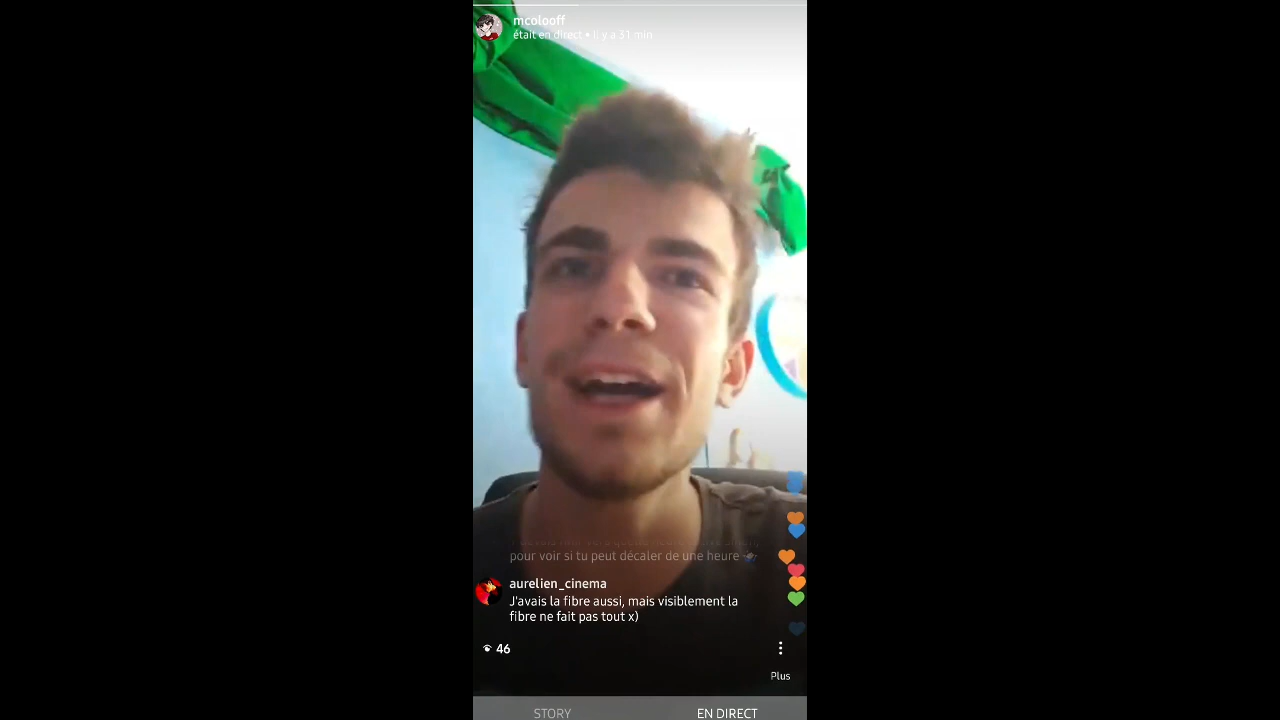 mcolooff
était en direct • Il y a 31 min
pour voir si tu peut décaler de une heure
aurelien_cinema
J'avais la fibre aussi, mais visiblement la
fibre ne fait pas tout x)
46
Plus
STORY
EN DIRECT